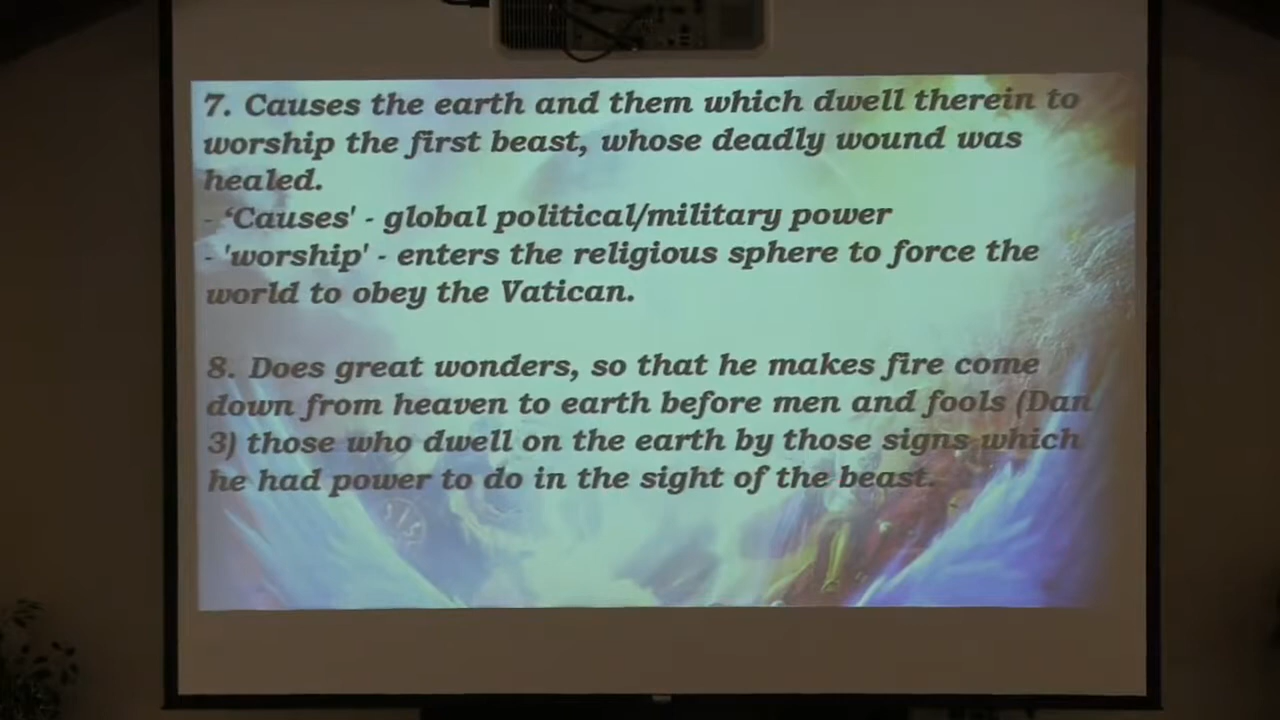 7. Causes the earth and them which dwell therein to
worship the first beast, whose deadly wound was
healed.
- ‘Causes' - global political/military power
- 'worship' - enters the religious sphere to force the
world to obey the Vatican.
8. Does great wonders, so that he makes fire come
down from heaven to earth before men and fools (Dan
3) those who dwell on the earth by those signs which
he had power to do in the sight of the beast.